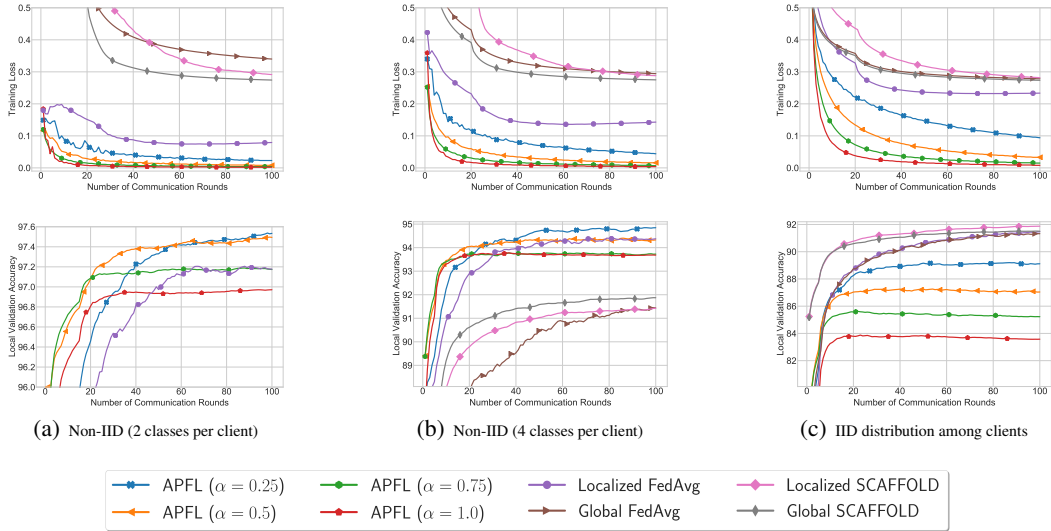 0.5
0.4
0.3
0.2
0.1
0.0
Training Loss
0 20 40 60 80 100
Number of Communication Rounds
0.5
0.4
0.3
0.2
0.1
0.0
Training Loss
0 20 40 60 80 100
Number of Communication Rounds
0.5
0.4
0.3
0.2
0.1
0.0
Training Loss
0 20 40 60 80 100
Number of Communication Rounds
97.6
97.4
97.2
97.0
96.8
96.6
96.4
96.2
96.0
Local Validation Accuracy
0 20 40 60 80 100
Number of Communication Rounds
95
94
93
92
91
90
89
Local Validation Accuracy
0 20 40 60 80 100
Number of Communication Rounds
92
90
88
86
84
82
Local Validation Accuracy
0 20 40 60 80 100
Number of Communication Rounds
(a) Non-IID (2 classes per client)
(b) Non-IID (4 classes per client)
(c) IID distribution among clients
APFL (α = 0.25) APFL (α = 0.75) Localized FedAvg Localized SCAFFOLD
APFL (α = 0.5) APFL (α = 1.0) Global FedAvg Global SCAFFOLD